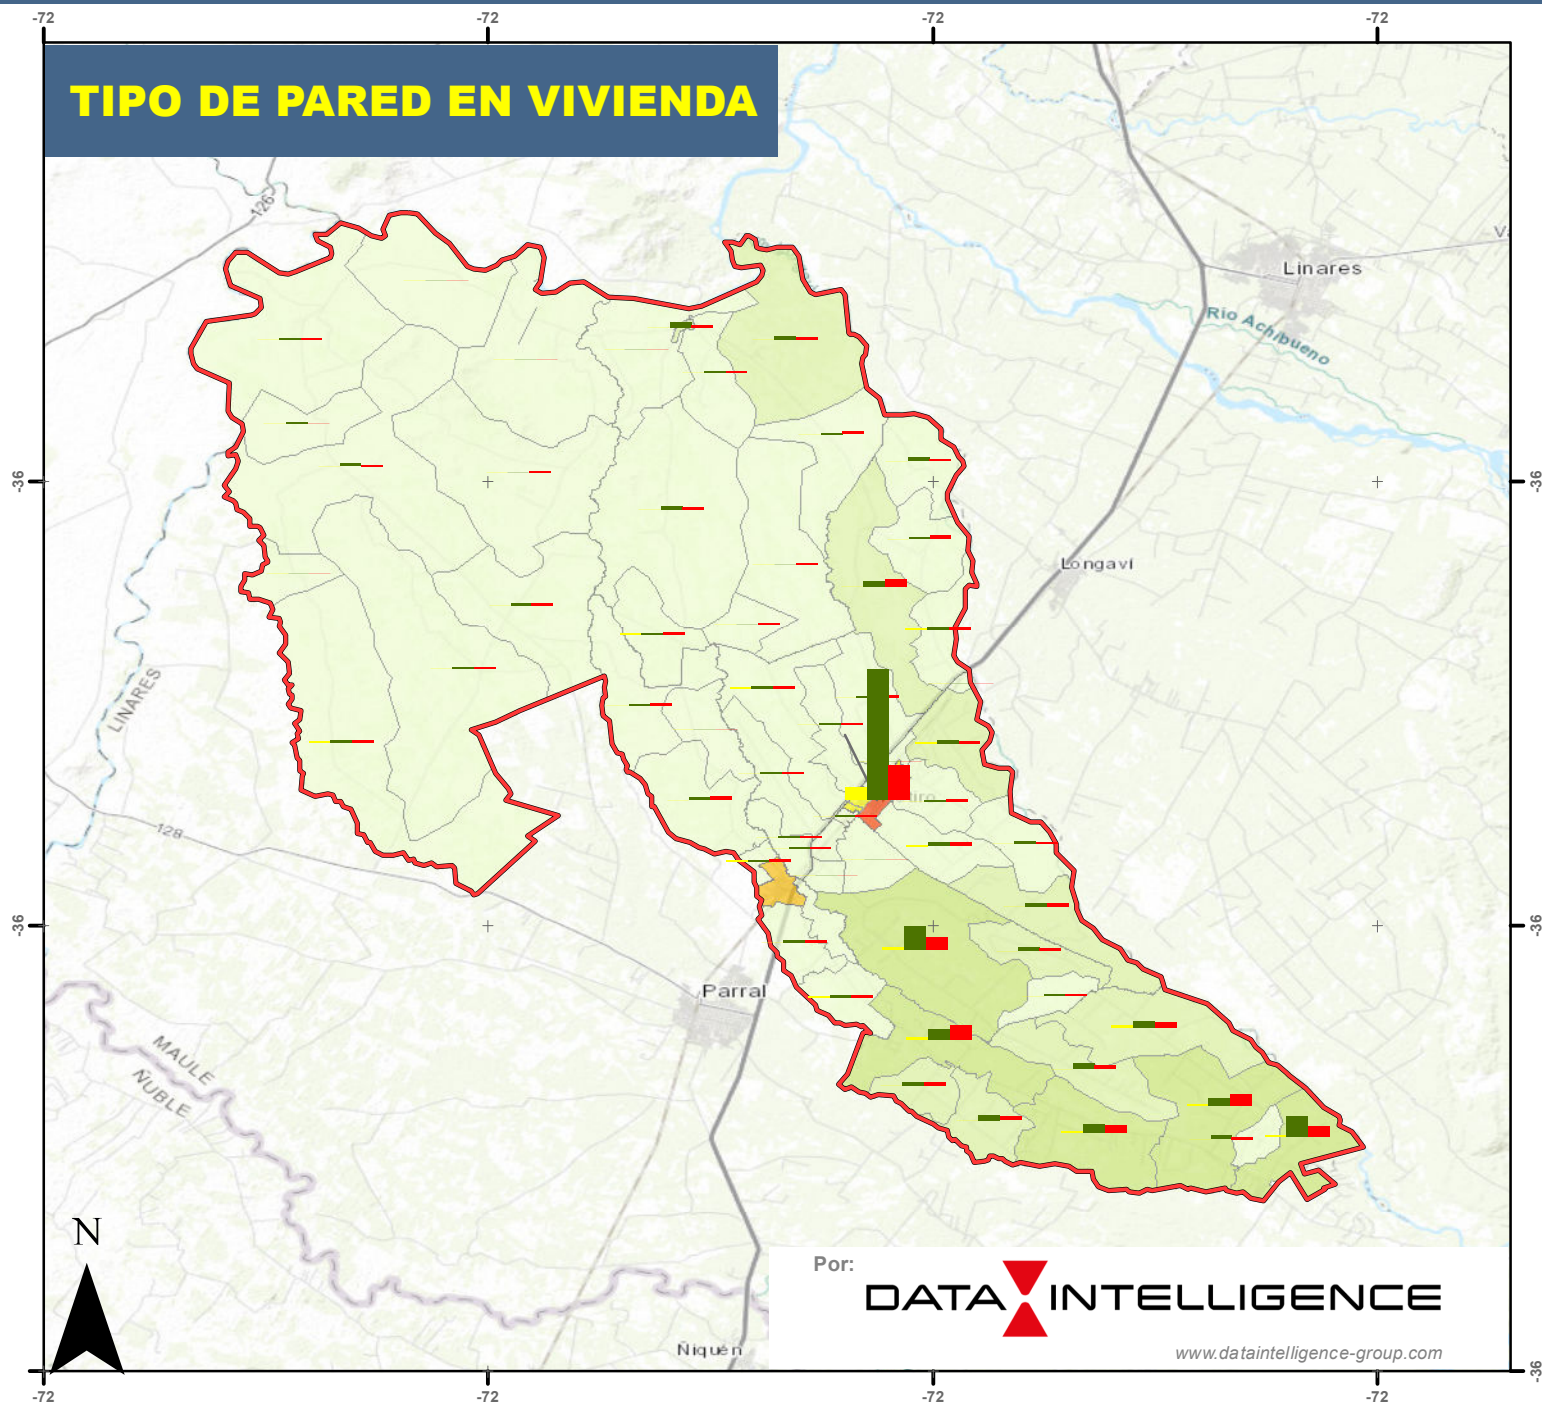 -72
-72
-72
-72
TIPO DE PARED EN VIVIENDA
126
Linares
Río Achibueno
-36
-36
Longaví
LINARES
128
-36
-36
Parral
MAULE
ÑUBLE
N
Por:
DATA INTELLIGENCE
www.dataintelligence-group.com
Ñiquén
-36
-72
-72
-72
-72